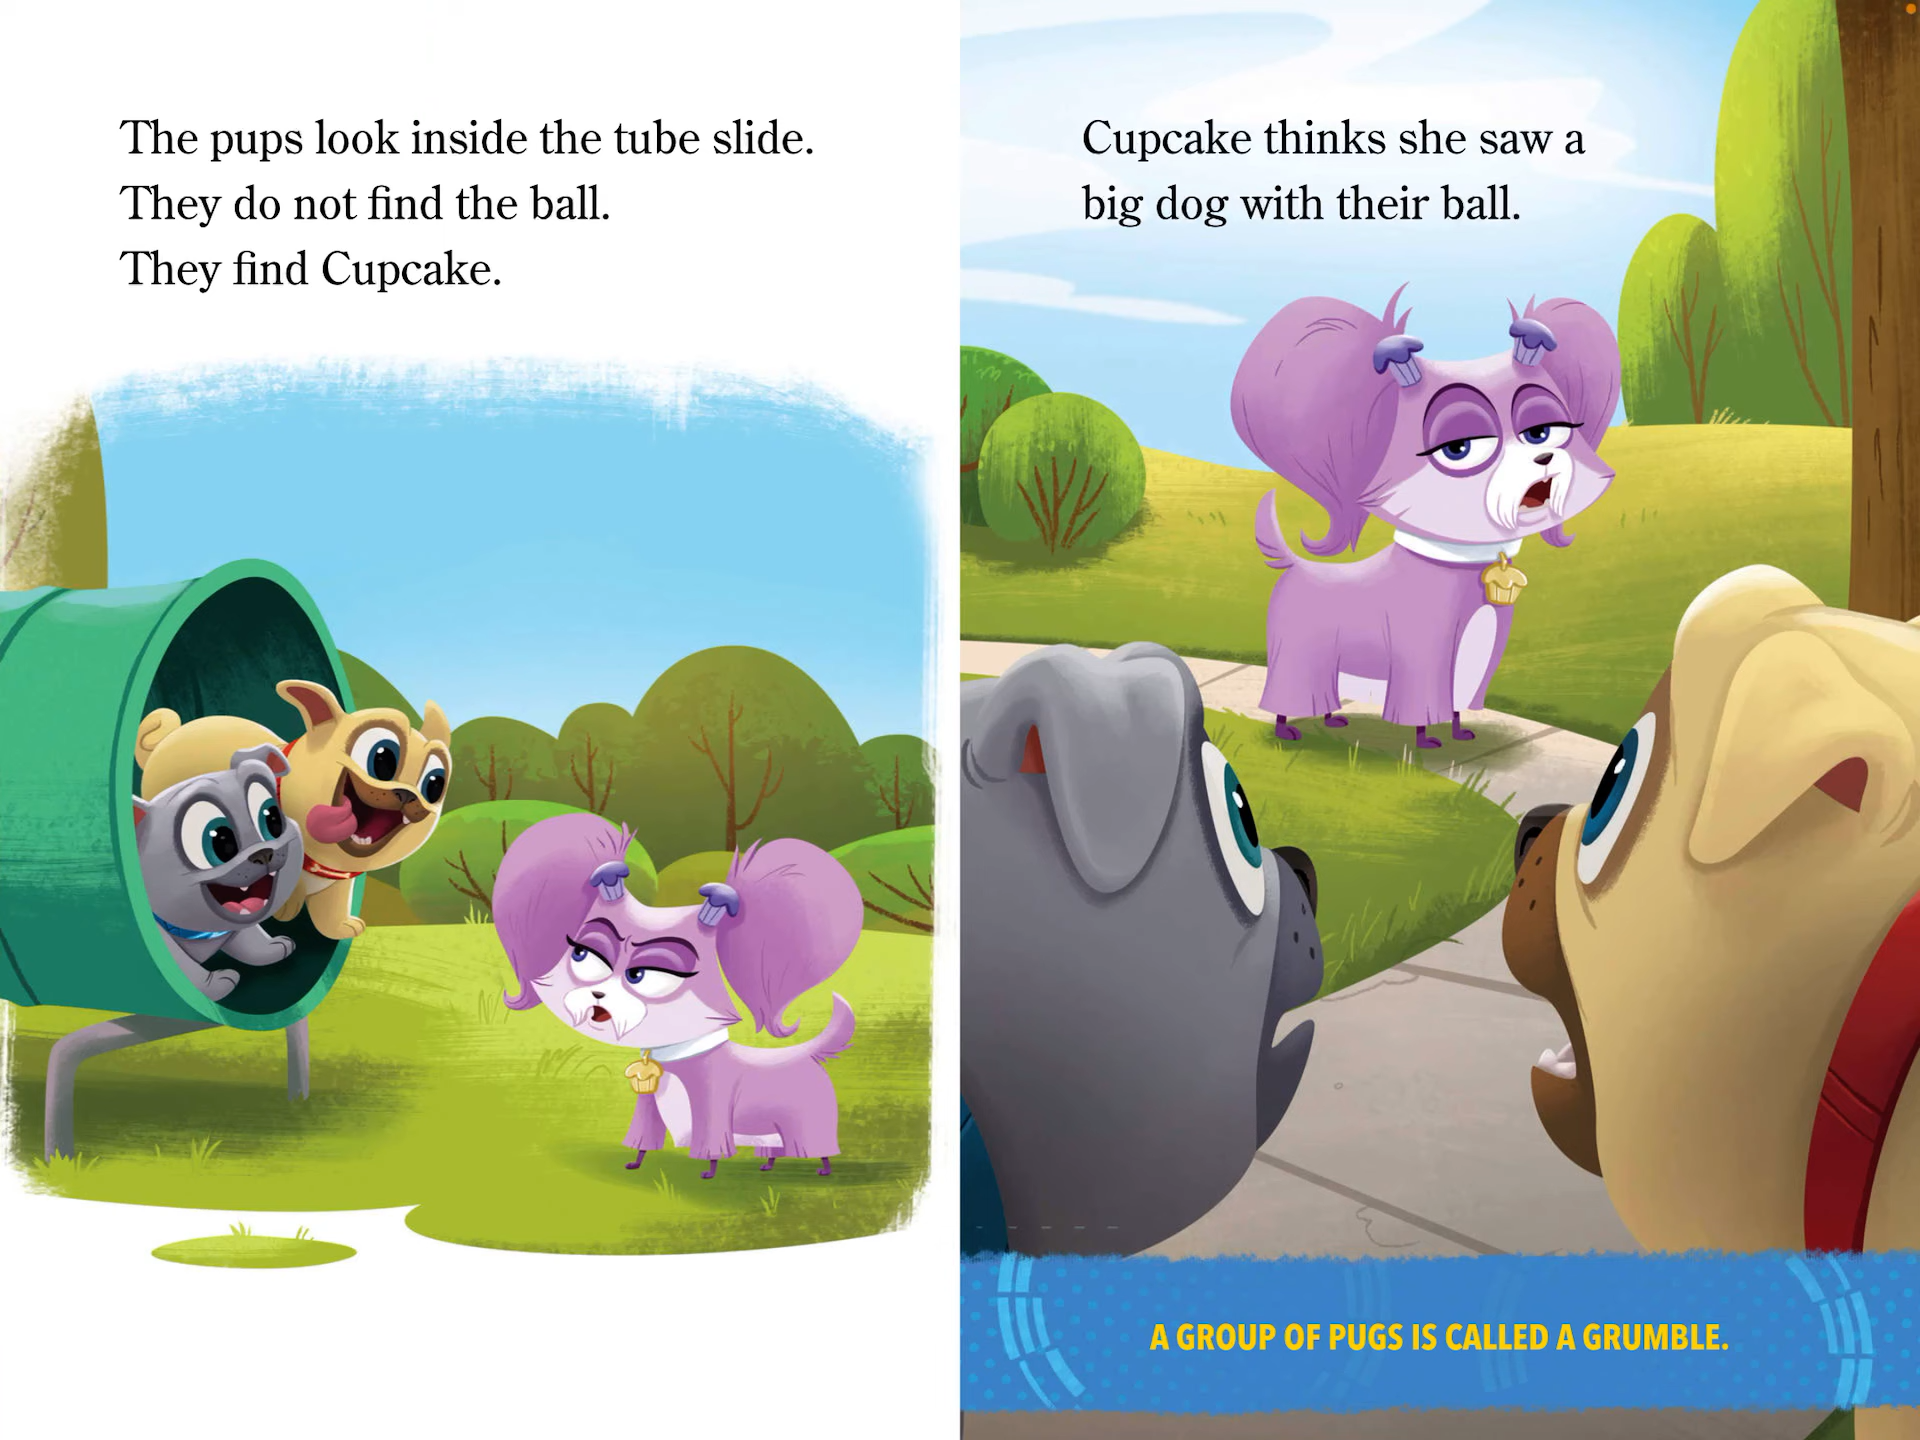 The pups look inside the tube slide.
They do not find the ball.
They find Cupcake.
Cupcake thinks she saw a
big dog with their ball.
A GROUP OF PUGS IS CALLED A GRUMBLE.